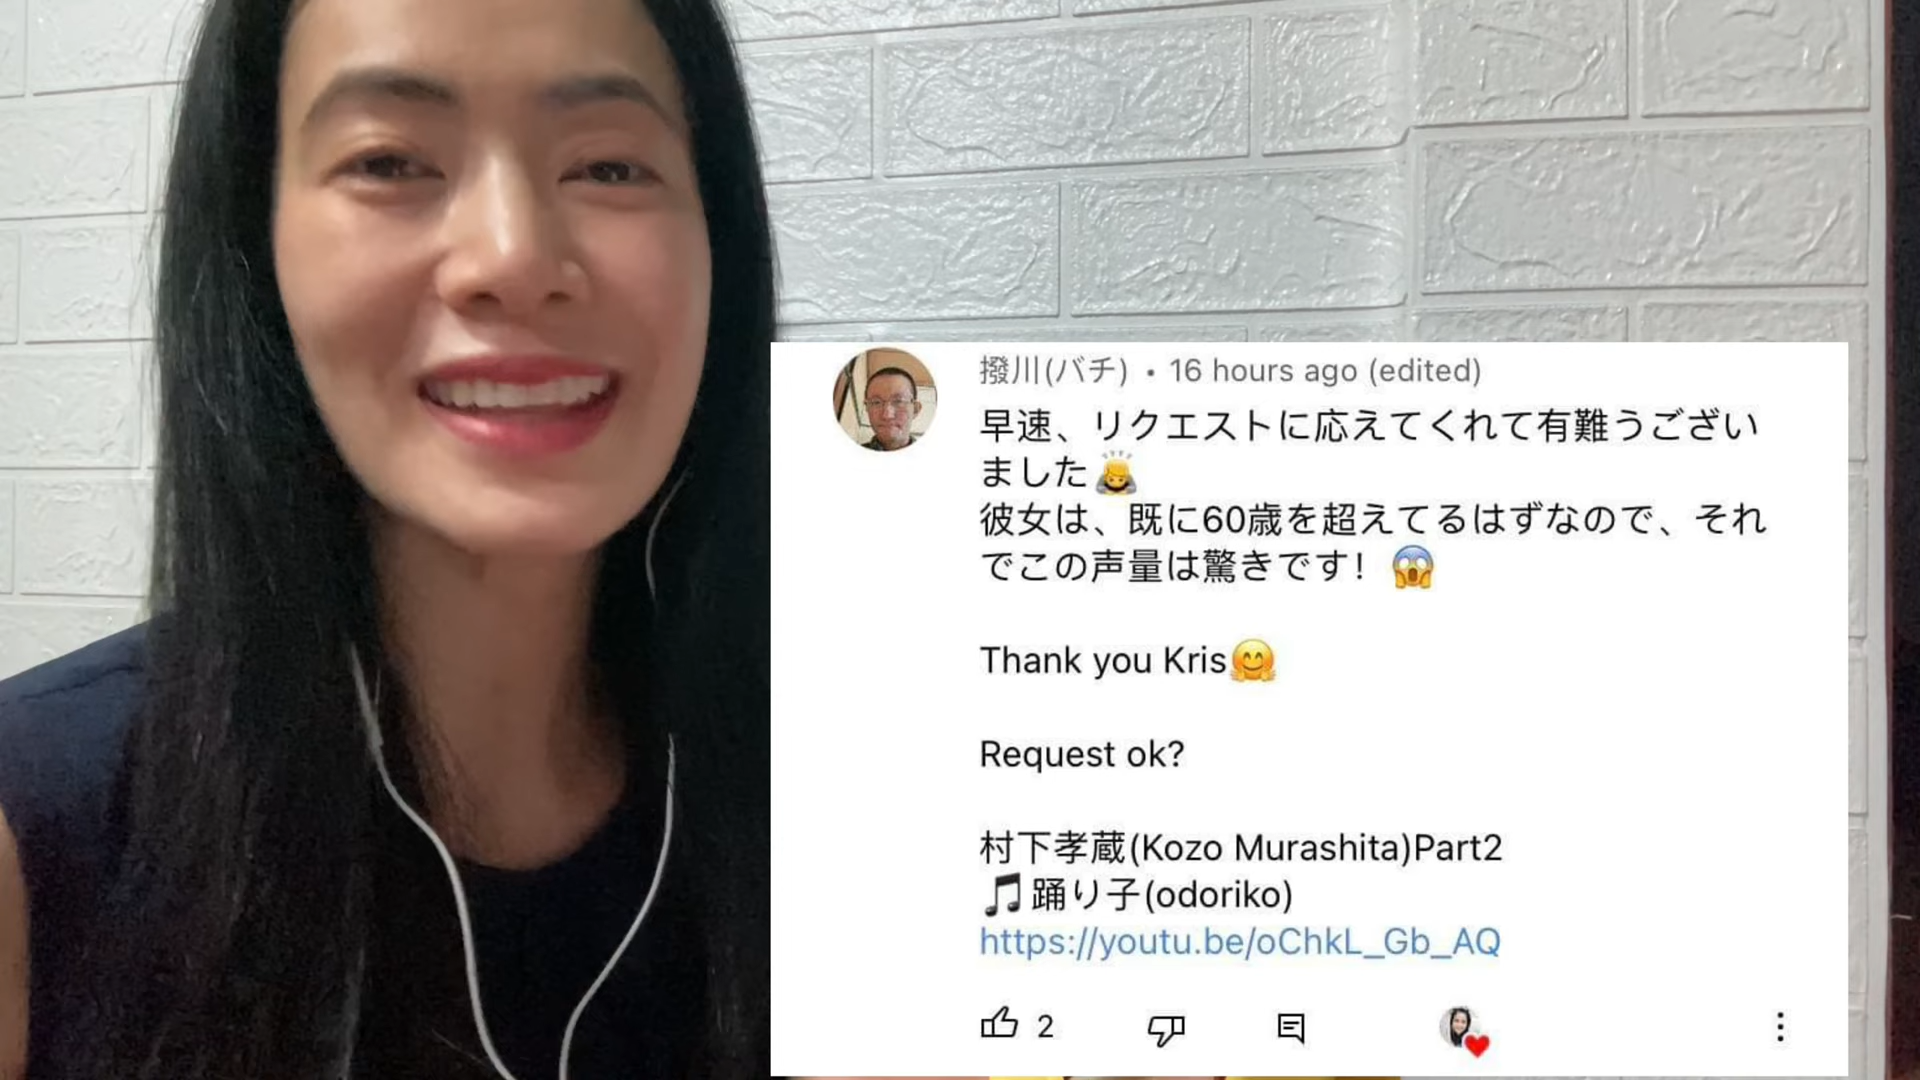 撥川(バチ) • 16 hours ago (edited)
早速、リクエストに応えてくれて有難うござい
ました🙇
彼女は、既に60歳を超えてるはずなので、それ
でこの声量は驚きです! 😱
Thank you Kris🤗
Request ok?
村下孝蔵(Kozo Murashita)Part2
🎵踊り子(odoriko)
https://youtu.be/oChkL_Gb_AQ
2